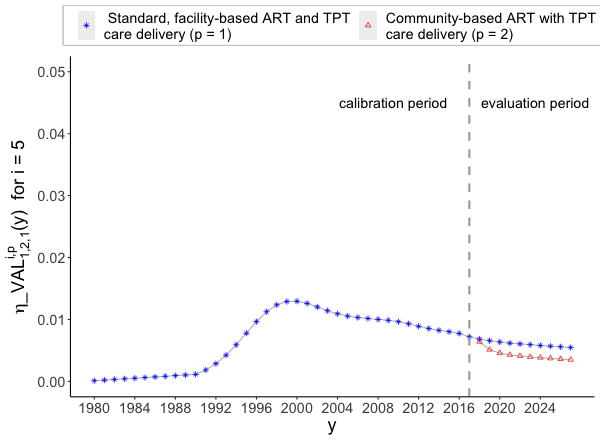 Standard, facility-based ART and TPT
care delivery (p = 1)
Community-based ART with TPT
care delivery (p = 2)
0.05
0.04
0.03
0.02
0.01
0.00
η_VAL^{i,p}_{1,2,1}(y) for i = 5
calibration period
evaluation period
1980 1984 1988 1992 1996 2000 2004 2008 2012 2016 2020 2024
y